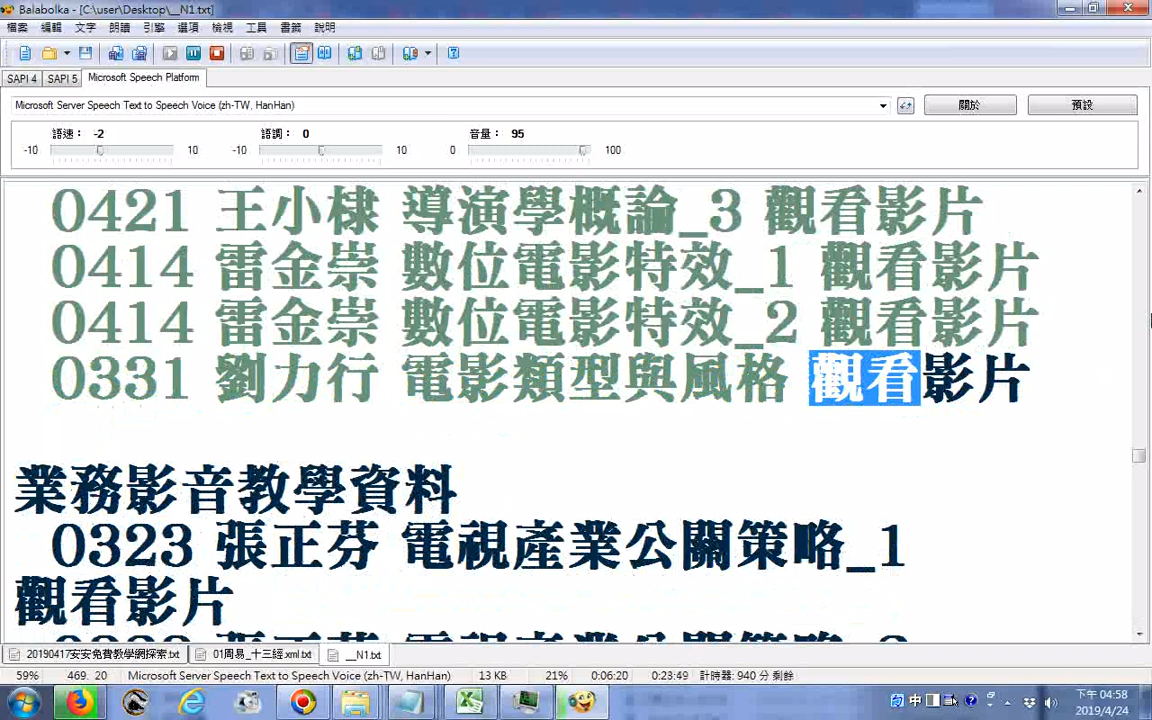 Balabolka - [C:\user\Desktop\__N1.txt]
檔案 編輯 文字 朗讀 引擎 選項 檢視 工具 書籤 說明
SAPI 4 SAPI 5 Microsoft Speech Platform
Microsoft Server Speech Text to Speech Voice (zh-TW, HanHan) 關於 預設
語速： -2 語調： 0 音量： 95
-10 10 -10 10 0 100
0421 王小棣 導演學概論_3 觀看影片
0414 雷金崇 數位電影特效_1 觀看影片
0414 雷金崇 數位電影特效_2 觀看影片
0331 劉力行 電影類型與風格 觀看影片
業務影音教學資料
0323 張正芬 電視產業公關策略_1
觀看影片
20190417安安免費教學網探索.txt 01周易_十三經.xml.txt __N1.txt
59% 469. 20 Microsoft Server Speech Text to Speech Voice (zh-TW, HanHan) 13 KB 21% 0:06:20 0:23:49 計時器: 940 分 剩餘
中 下午 04:58
2019/4/24